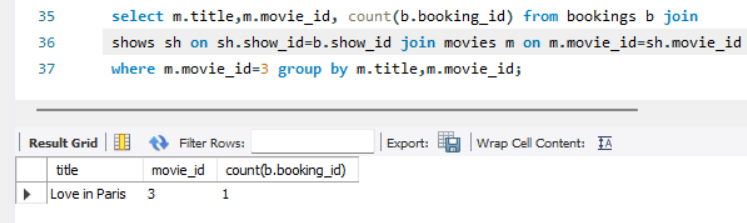 35 select m.title,m.movie_id, count(b.booking_id) from bookings b join
36 shows sh on sh.show_id=b.show_id join movies m on m.movie_id=sh.movie_id
37 where m.movie_id=3 group by m.title,m.movie_id;
Result Grid Filter Rows: Export: Wrap Cell Content: IA
title movie_id count(b.booking_id)
Love in Paris 3 1